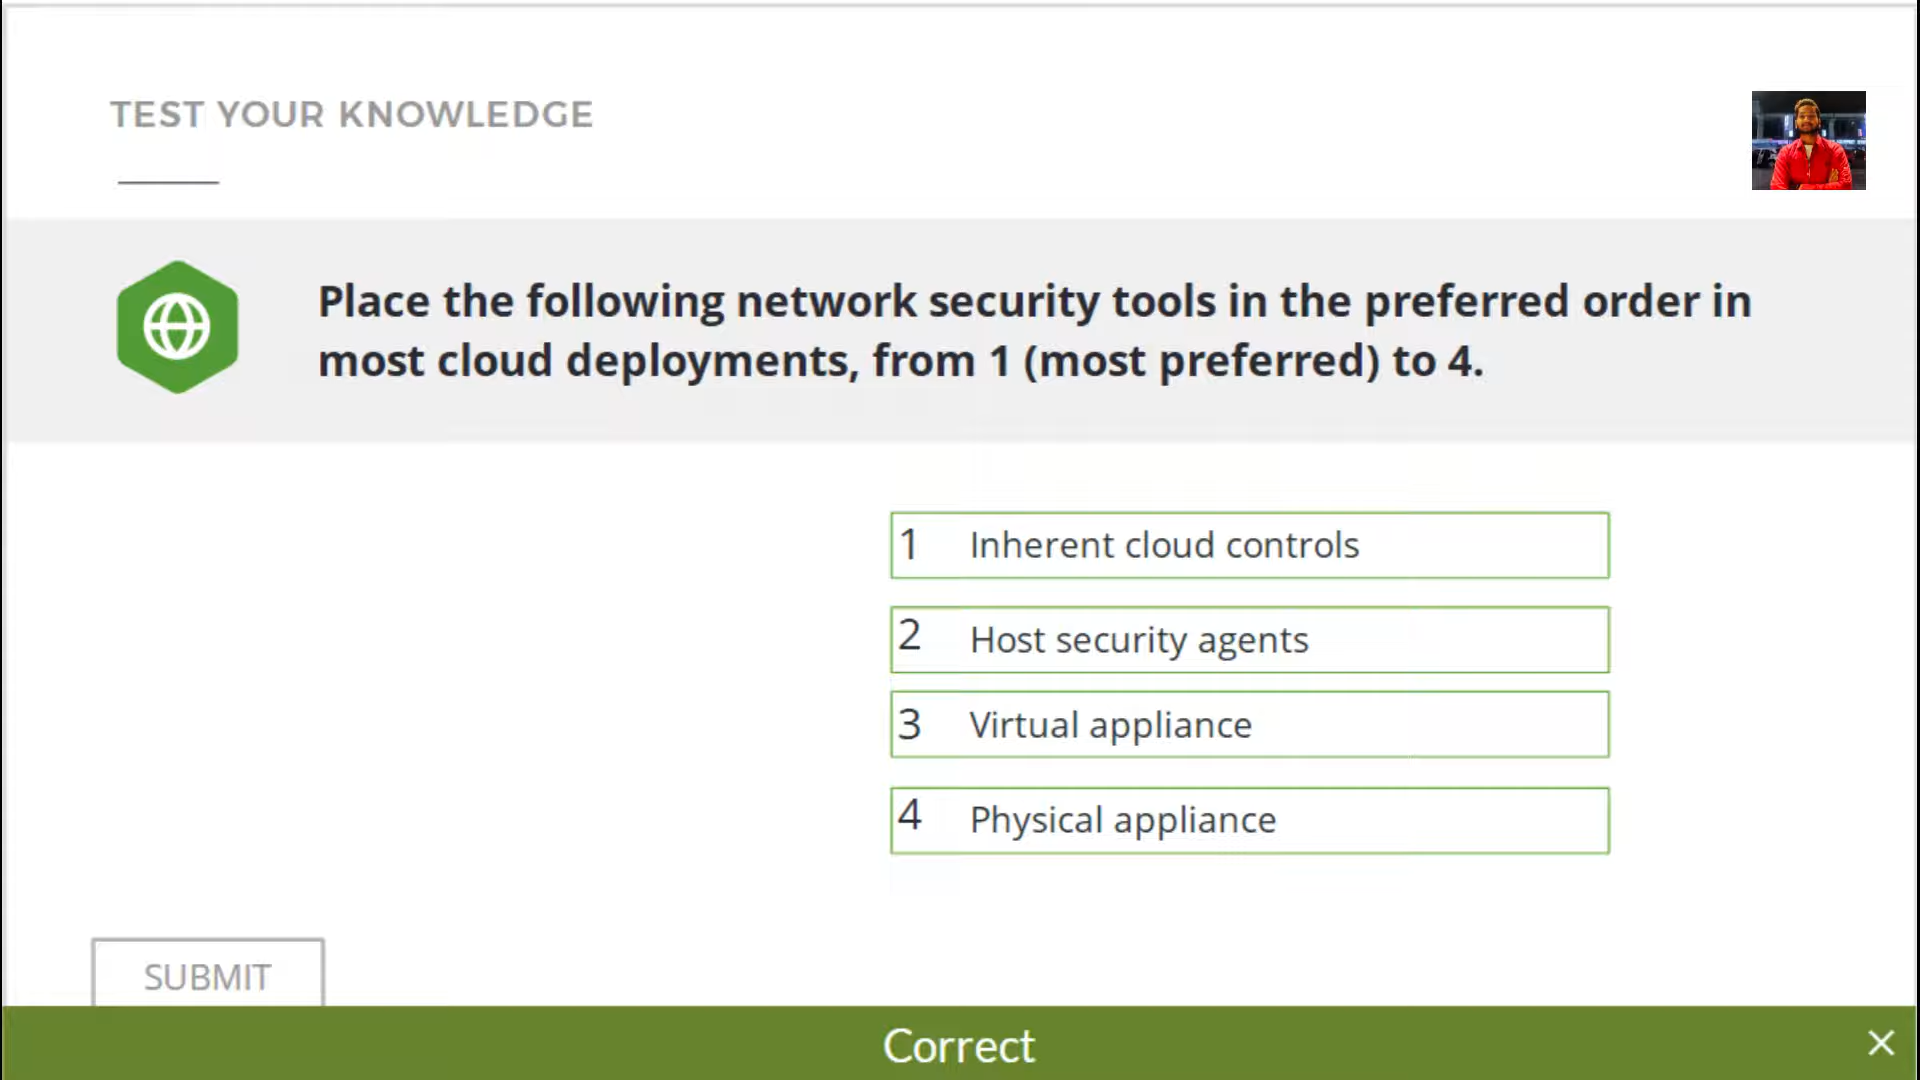 TEST YOUR KNOWLEDGE
Place the following network security tools in the preferred order in
most cloud deployments, from 1 (most preferred) to 4.
1 Inherent cloud controls
2 Host security agents
3 Virtual appliance
4 Physical appliance
SUBMIT
Correct